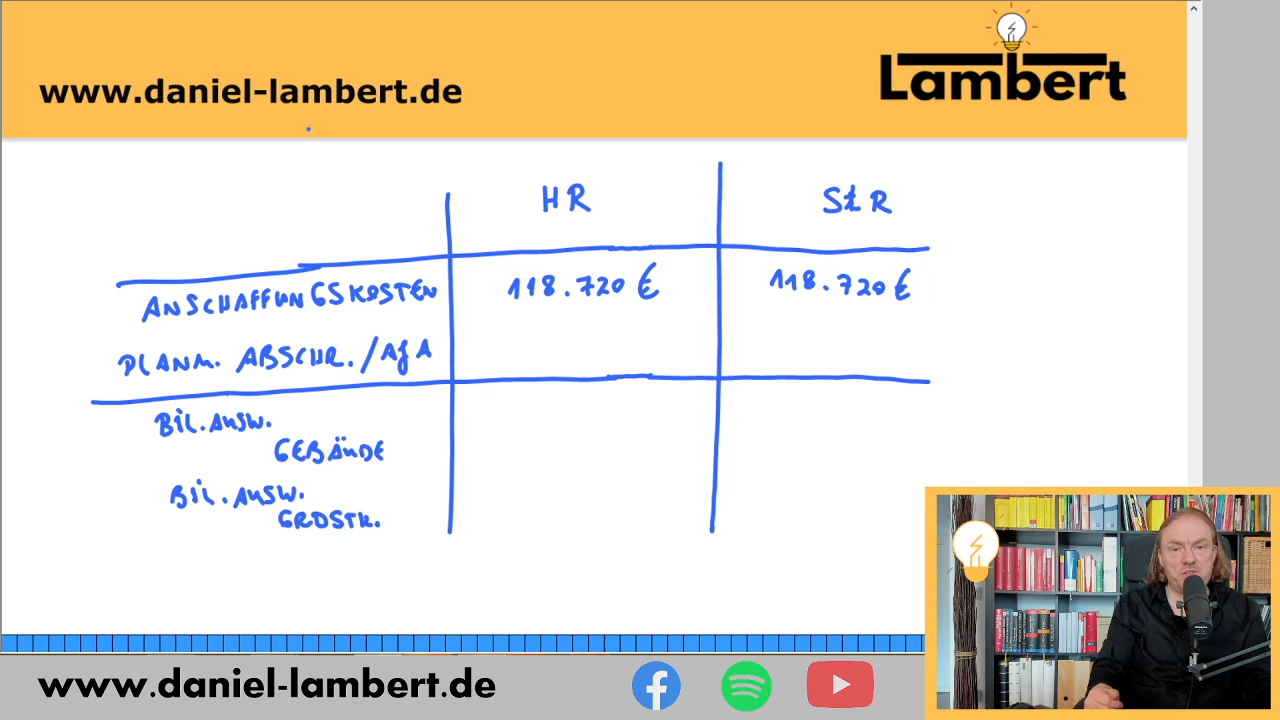 www.daniel-lambert.de
Lambert
HR
StR
ANSCHAFFUNGSKOSTEN
118.720 €
118.720 €
PLANM. ABSCHR./AfA
BIL. AUSW.
GEBÄUDE
BIL. AUSW.
GRDSTK.
www.daniel-lambert.de